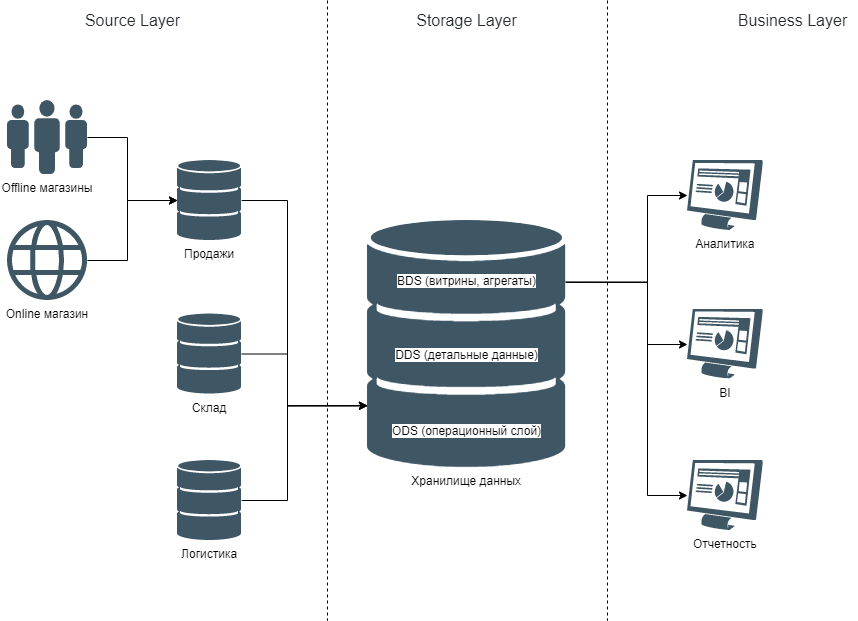 Source Layer
Storage Layer
Business Layer
Offline магазины
Online магазин
Продажи
Склад
Логистика
BDS (витрины, агрегаты)
DDS (детальные данные)
ODS (операционный слой)
Хранилище данных
Аналитика
BI
Отчетность